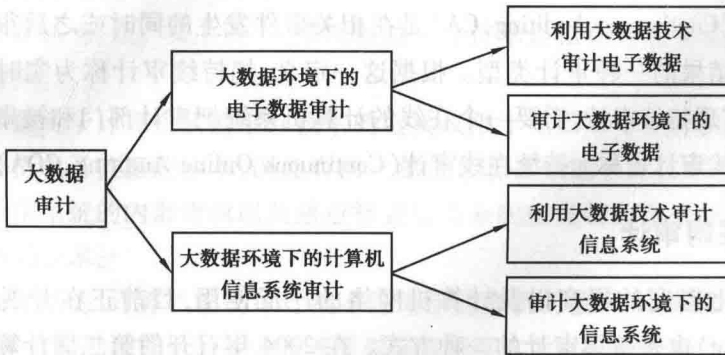 利用大数据技术
审计电子数据
大数据环境下的
电子数据审计
审计大数据环境下的
电子数据
大数据
审计
利用大数据技术审计
信息系统
大数据环境下的计算机
信息系统审计
审计大数据环境下的
信息系统